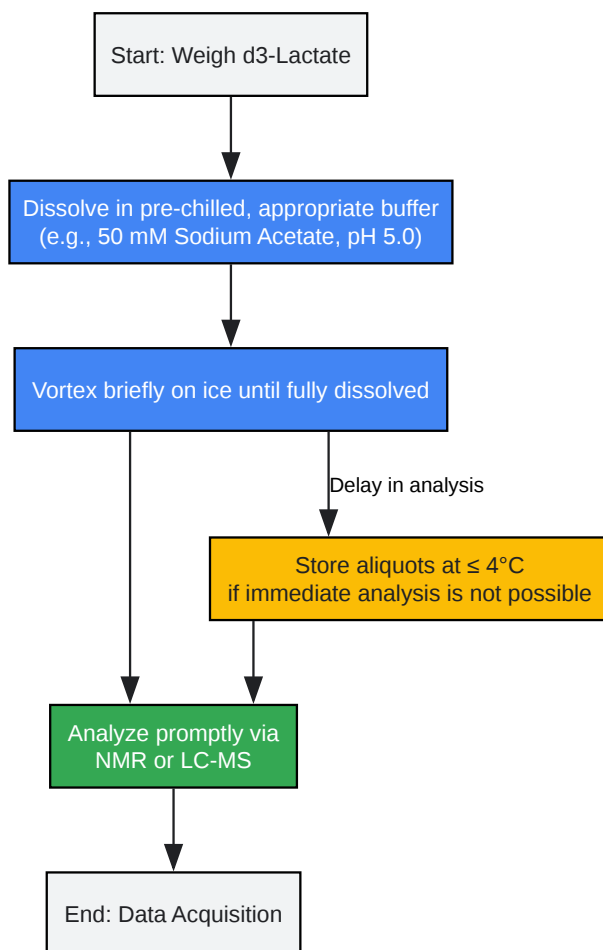 Start: Weigh d3-Lactate
Dissolve in pre-chilled, appropriate buffer
(e.g., 50 mM Sodium Acetate, pH 5.0)
Vortex briefly on ice until fully dissolved
Delay in analysis
Store aliquots at ≤ 4°C
if immediate analysis is not possible
Analyze promptly via
NMR or LC-MS
End: Data Acquisition